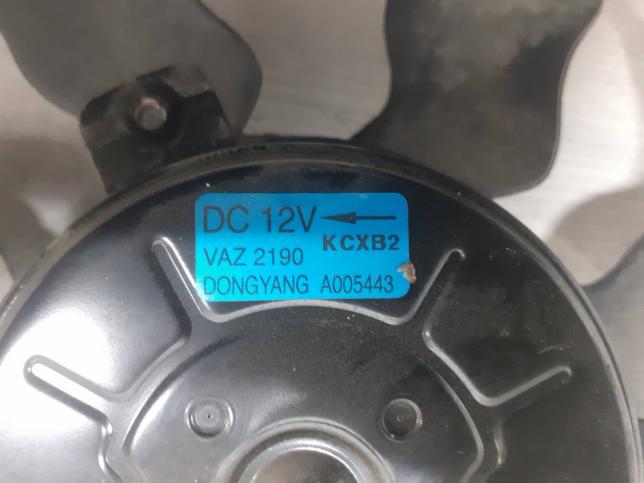 DC 12V
KCXB2
VAZ 2190
DONGYANG A005443